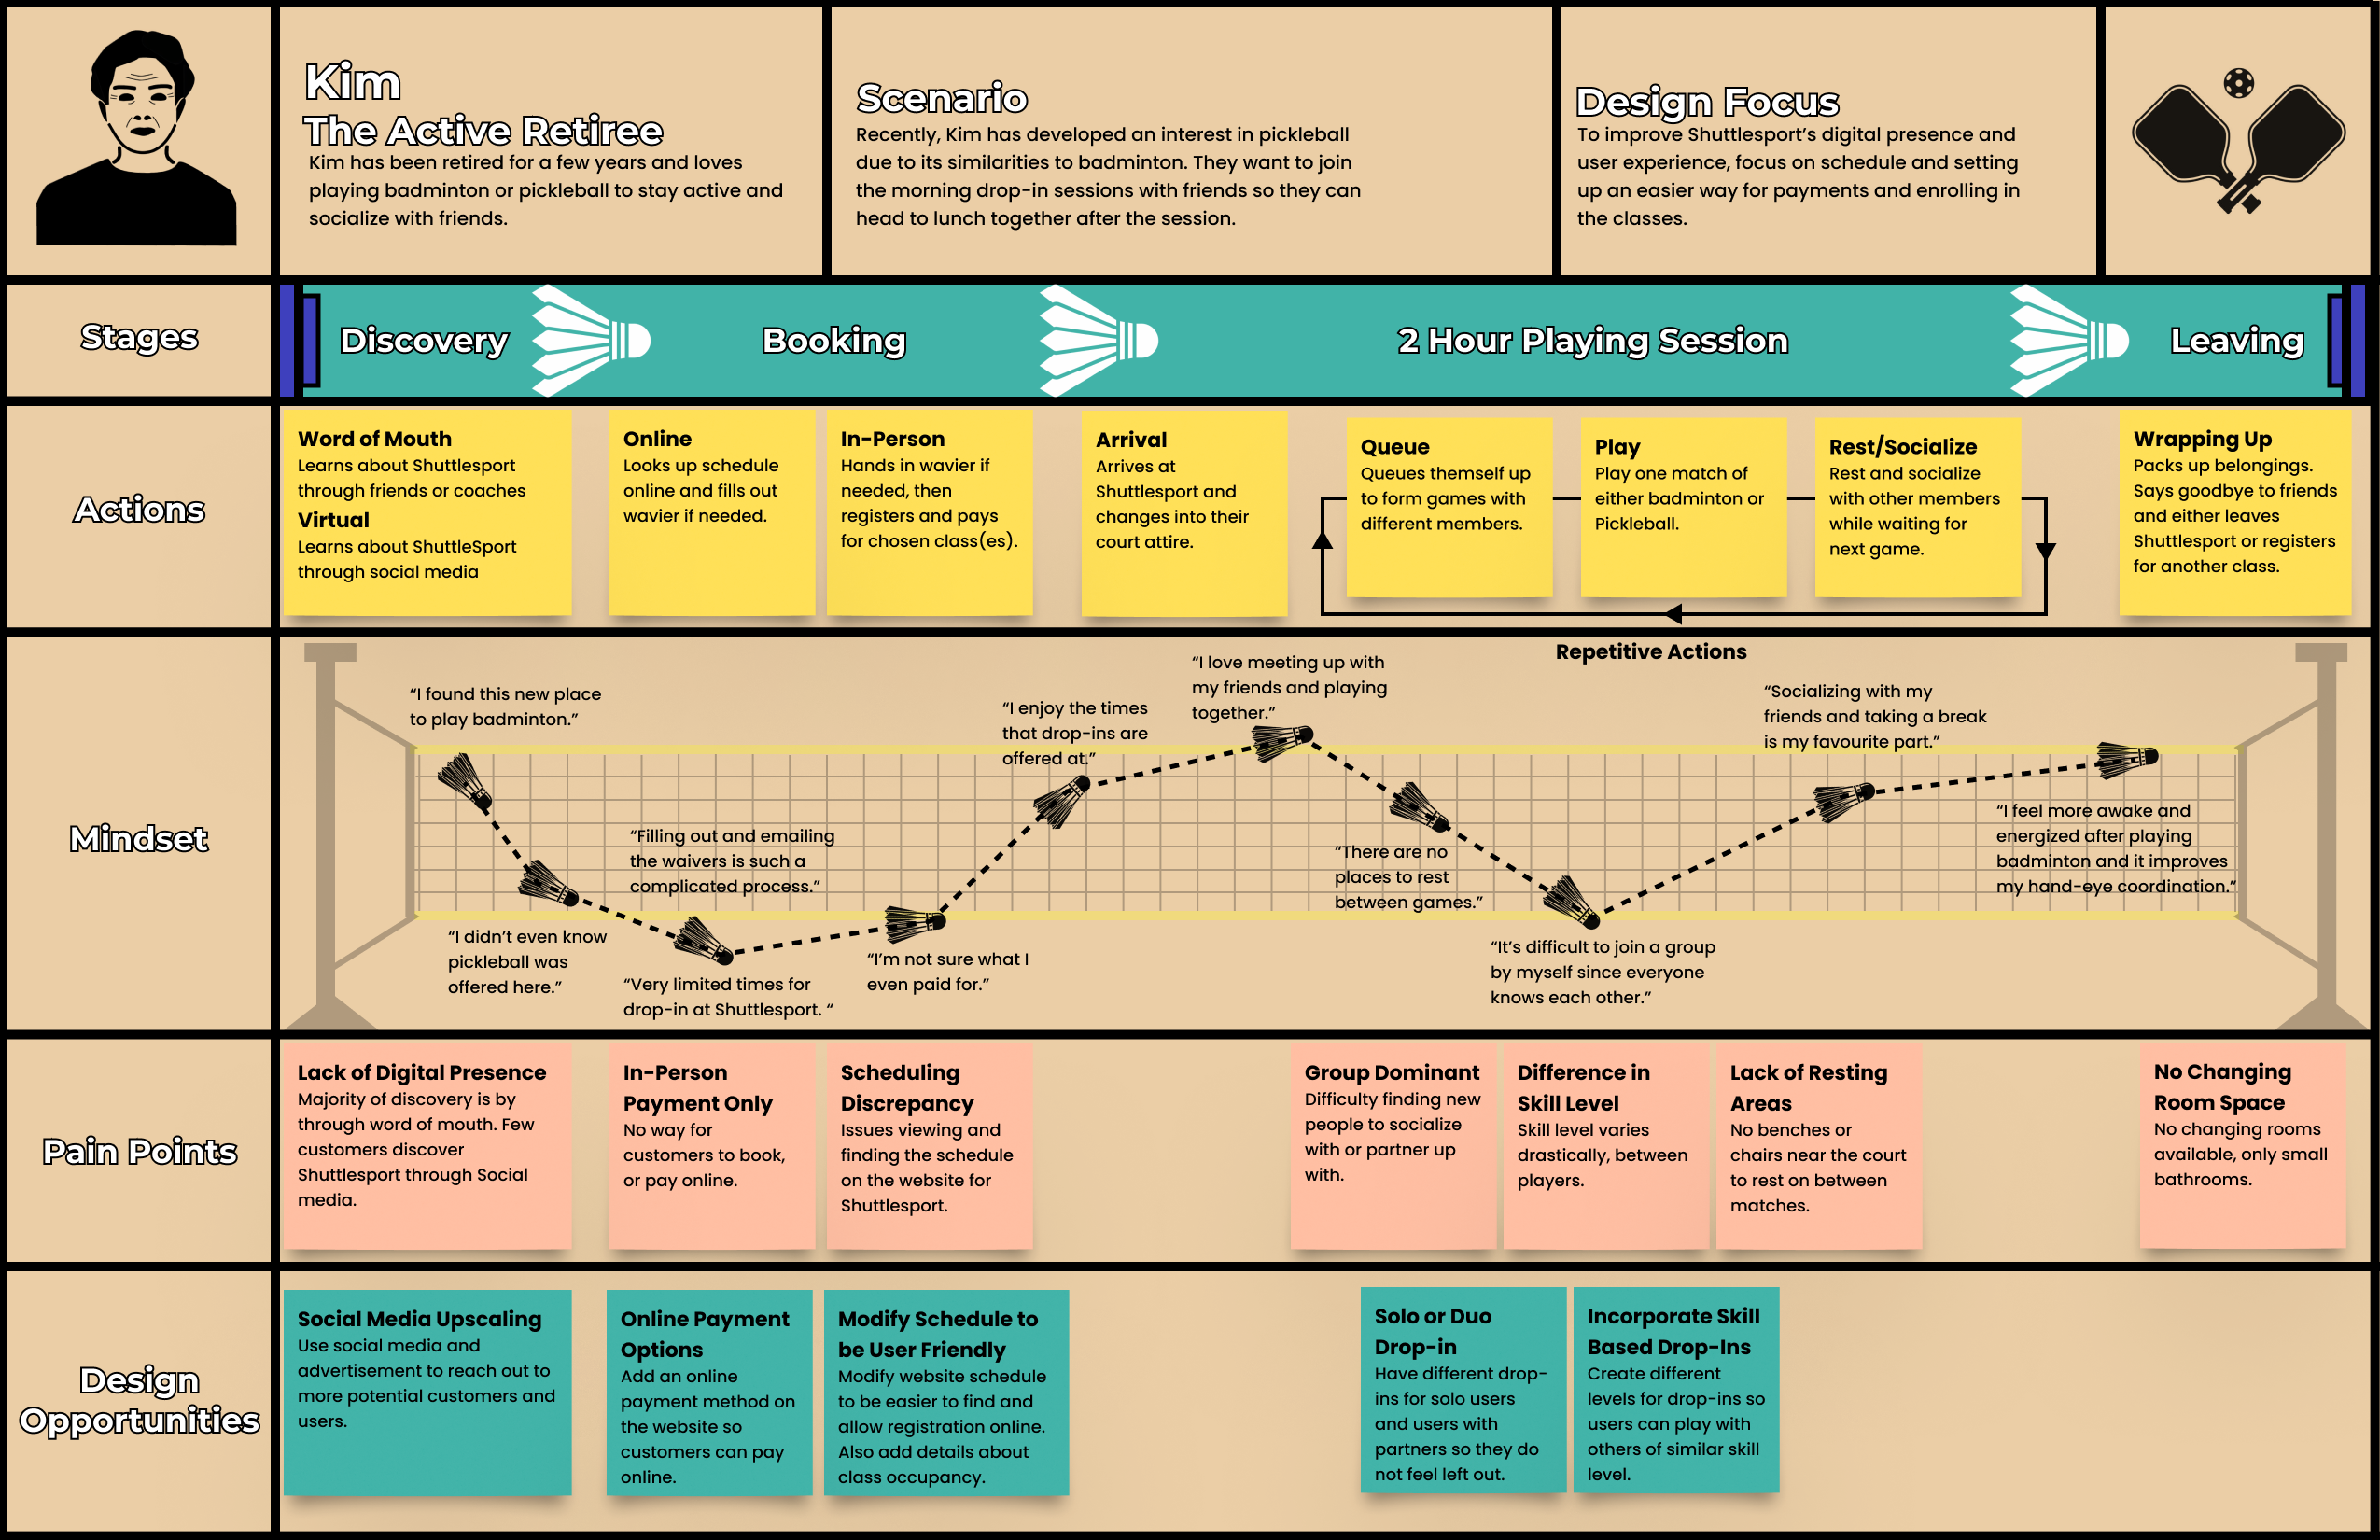 Kim
The Active Retiree
Kim has been retired for a few years and loves
playing badminton or pickleball to stay active and
socialize with friends.
Scenario
Recently, Kim has developed an interest in pickleball
due to its similarities to badminton. They want to join
the morning drop-in sessions with friends so they can
head to lunch together after the session.
Design Focus
To improve Shuttlesport’s digital presence and
user experience, focus on schedule and setting
up an easier way for payments and enrolling in
the classes.
Stages
Discovery
Booking
2 Hour Playing Session
Leaving
Actions
Word of Mouth
Learns about Shuttlesport
through friends or coaches
Virtual
Learns about ShuttleSport
through social media
Online
Looks up schedule
online and fills out
wavier if needed.
In-Person
Hands in wavier if
needed, then
registers and pays
for chosen class(es).
Arrival
Arrives at
Shuttlesport and
changes into their
court attire.
Queue
Queues themself up
to form games with
different members.
Play
Play one match of
either badminton or
Pickleball.
Rest/Socialize
Rest and socialize
with other members
while waiting for
next game.
Wrapping Up
Packs up belongings.
Says goodbye to friends
and either leaves
Shuttlesport or registers
for another class.
Repetitive Actions
Mindset
“I found this new place
to play badminton.”
“I didn’t even know
pickleball was
offered here.”
“Filling out and emailing
the waivers is such a
complicated process.”
“Very limited times for
drop-in at Shuttlesport. “
“I’m not sure what I
even paid for.”
“I enjoy the times
that drop-ins are
offered at.”
“I love meeting up with
my friends and playing
together.”
“There are no
places to rest
between games.”
“It’s difficult to join a group
by myself since everyone
knows each other.”
“Socializing with my
friends and taking a break
is my favourite part.”
“I feel more awake and
energized after playing
badminton and it improves
my hand-eye coordination.”
Pain Points
Lack of Digital Presence
Majority of discovery is by
through word of mouth. Few
customers discover
Shuttlesport through Social
media.
In-Person
Payment Only
No way for
customers to book,
or pay online.
Scheduling
Discrepancy
Issues viewing and
finding the schedule
on the website for
Shuttlesport.
Group Dominant
Difficulty finding new
people to socialize
with or partner up
with.
Difference in
Skill Level
Skill level varies
drastically, between
players.
Lack of Resting
Areas
No benches or
chairs near the court
to rest on between
matches.
No Changing
Room Space
No changing rooms
available, only small
bathrooms.
Design
Opportunities
Social Media Upscaling
Use social media and
advertisement to reach out to
more potential customers and
users.
Online Payment
Options
Add an online
payment method on
the website so
customers can pay
online.
Modify Schedule to
be User Friendly
Modify website schedule
to be easier to find and
allow registration online.
Also add details about
class occupancy.
Solo or Duo
Drop-in
Have different drop-
ins for solo users
and users with
partners so they do
not feel left out.
Incorporate Skill
Based Drop-Ins
Create different
levels for drop-ins so
users can play with
others of similar skill
level.